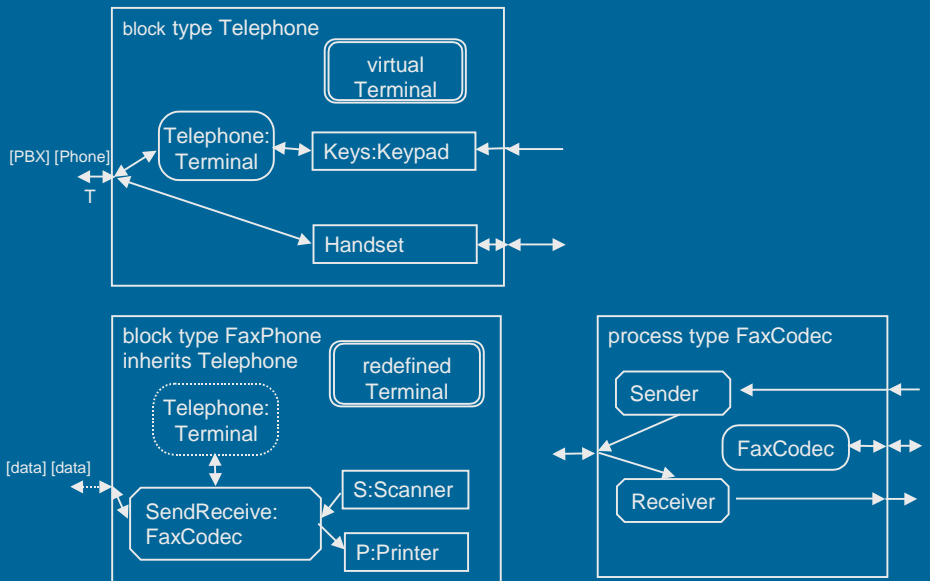 block type Telephone
virtual
Terminal
Telephone:
Terminal
Keys:Keypad
[PBX] [Phone]
T
Handset
block type FaxPhone
inherits Telephone
redefined
Terminal
Telephone:
Terminal
[data] [data]
S:Scanner
SendReceive:
FaxCodec
P:Printer
process type FaxCodec
Sender
FaxCodec
Receiver